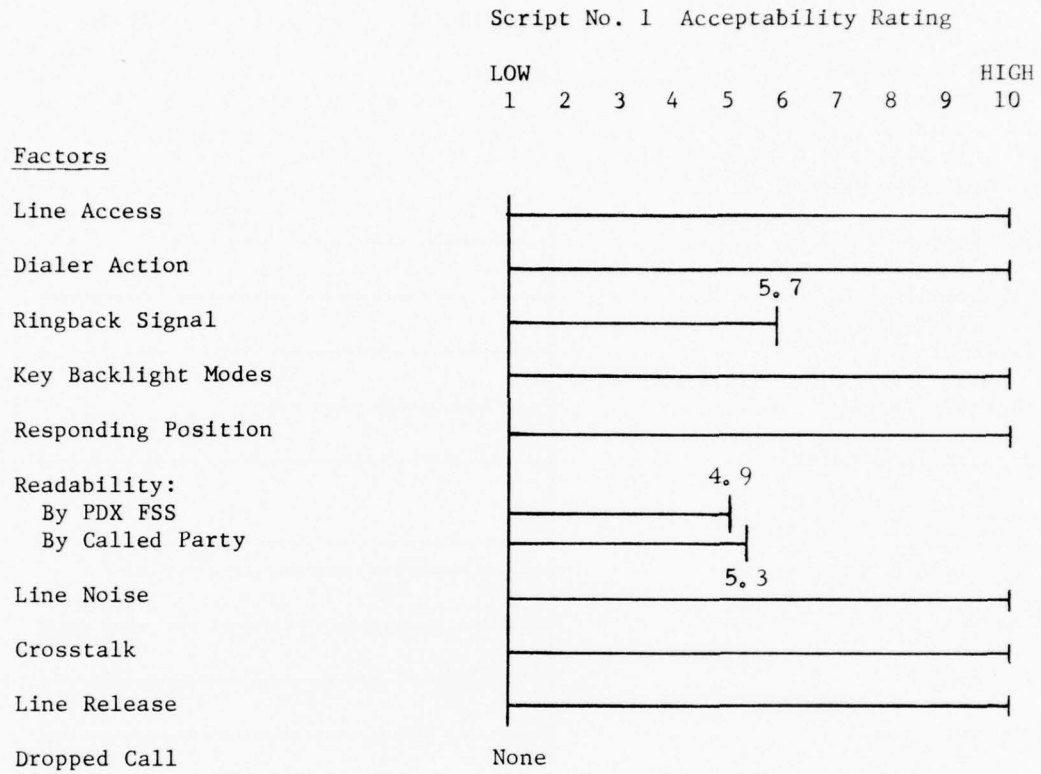 Script No. 1 Acceptability Rating
LOW HIGH
1 2 3 4 5 6 7 8 9 10
Factors
Line Access
Dialer Action
5.7
Ringback Signal
Key Backlight Modes
Responding Position
Readability:
4.9
By PDX FSS
By Called Party
5.3
Line Noise
Crosstalk
Line Release
Dropped Call None